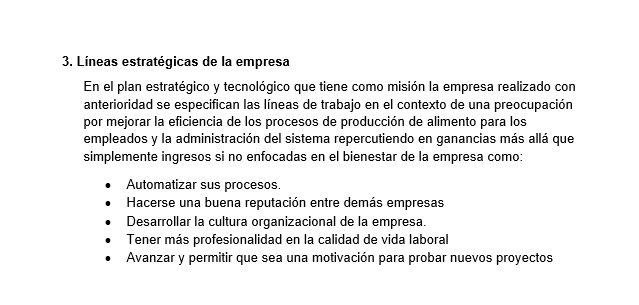 3. Líneas estratégicas de la empresa
En el plan estratégico y tecnológico que tiene como misión la empresa realizado con
anterioridad se especifican las líneas de trabajo en el contexto de una preocupación
por mejorar la eficiencia de los procesos de producción de alimento para los
empleados y la administración del sistema repercutiendo en ganancias más allá que
simplemente ingresos si no enfocadas en el bienestar de la empresa como:
• Automatizar sus procesos.
• Hacerse una buena reputación entre demás empresas
• Desarrollar la cultura organizacional de la empresa.
• Tener más profesionalidad en la calidad de vida laboral
• Avanzar y permitir que sea una motivación para probar nuevos proyectos